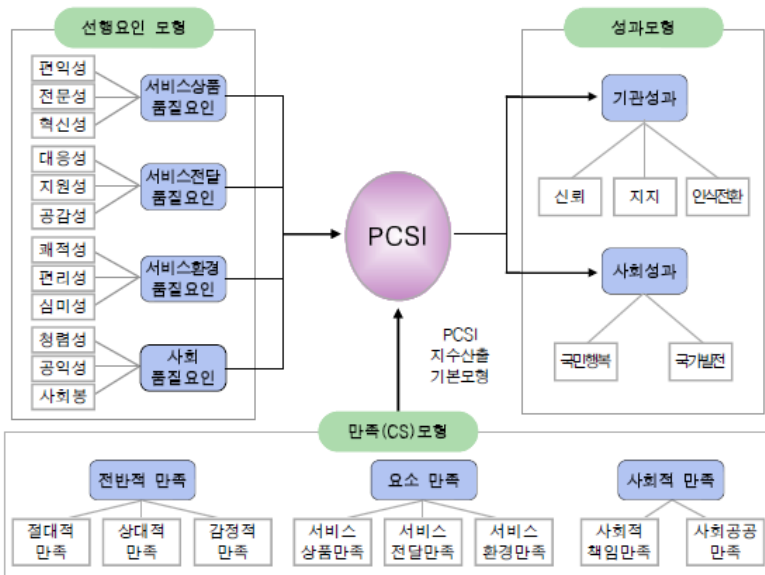 선행요인 모형
편익성
전문성
혁신성
서비스상품
품질요인
대응성
지원성
공감성
서비스전달
품질요인
쾌적성
편리성
심미성
서비스환경
품질요인
청렴성
공익성
사회봉
사회
품질요인
PCSI
PCSI
지수산출
기본모형
성과모형
기관성과
신뢰
지지
인식전환
사회성과
국민행복
국가발전
만족(CS)모형
전반적 만족
절대적
만족
상대적
만족
감정적
만족
요소 만족
서비스
상품만족
서비스
전달만족
서비스
환경만족
사회적 만족
사회적
책임만족
사회공공
만족